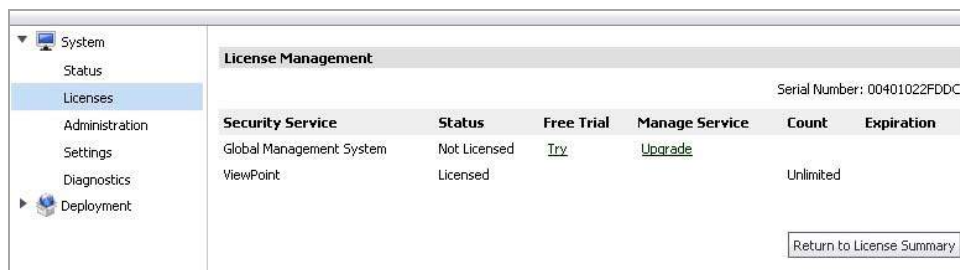 System
Status
Licenses
Administration
Settings
Diagnostics
Deployment
License Management
Serial Number: 00401022FDDC
Security Service Status Free Trial Manage Service Count Expiration
Global Management System Not Licensed Try Upgrade
ViewPoint Licensed Unlimited
Return to License Summary